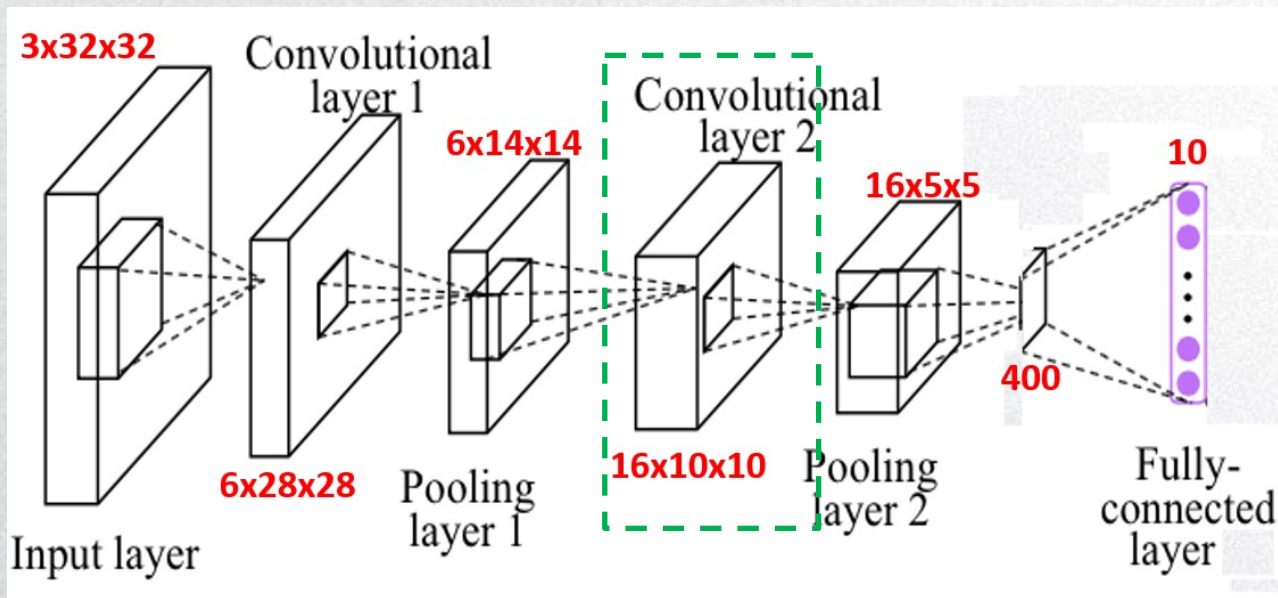 3x32x32
Convolutional
layer 1
6x14x14
Convolutional
layer 2
16x5x5
10
6x28x28
16x10x10
400
Input layer
Pooling
layer 1
Pooling
layer 2
Fully-
connected
layer